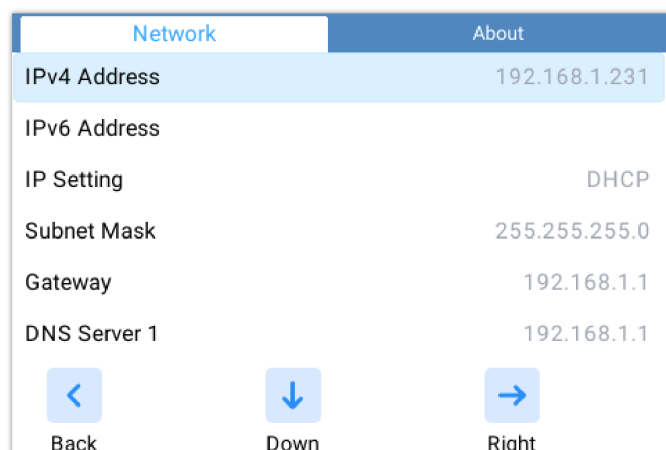 Network About
IPv4 Address 192.168.1.231
IPv6 Address
IP Setting DHCP
Subnet Mask 255.255.255.0
Gateway 192.168.1.1
DNS Server 1 192.168.1.1
Back Down Right